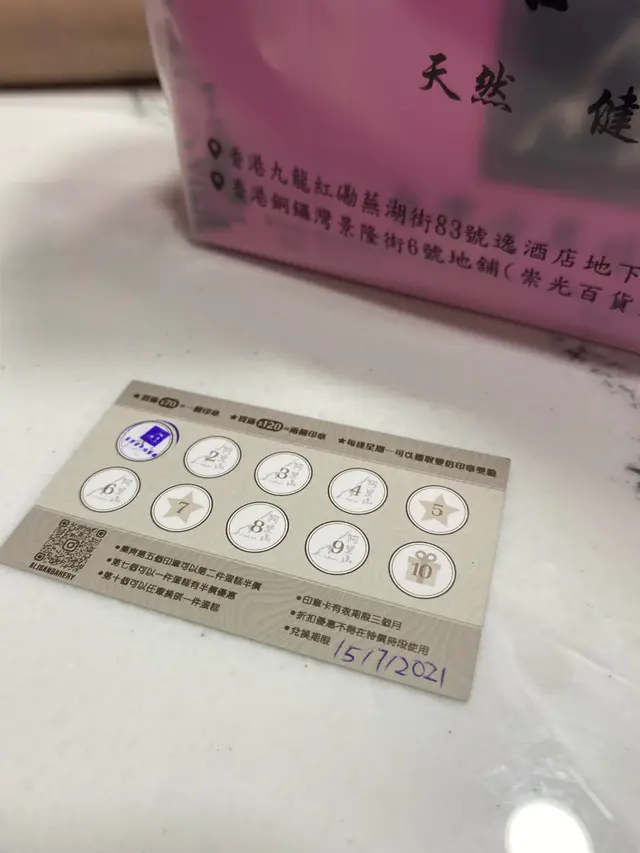 天然 健
香港九龍紅磡蕪湖街83號逸酒店地下
香港銅鑼灣景隆街6號地舖(崇光百貨
★買滿$70=一個印章 ★買滿$120=兩個印章 ★每逢星期一可以獲取雙倍印章獎勵
2 3 4 5
6 7 8 9 10
ALISANBAKERY
•集齊第五個印章可以第二件蛋糕半價
•第七個可以一件蛋糕有半價優惠
•第十個可以任意換領一件蛋糕
•印章卡有效期限三個月
•折扣優惠不得在特價時段使用
•兌換期限 15/7/2021